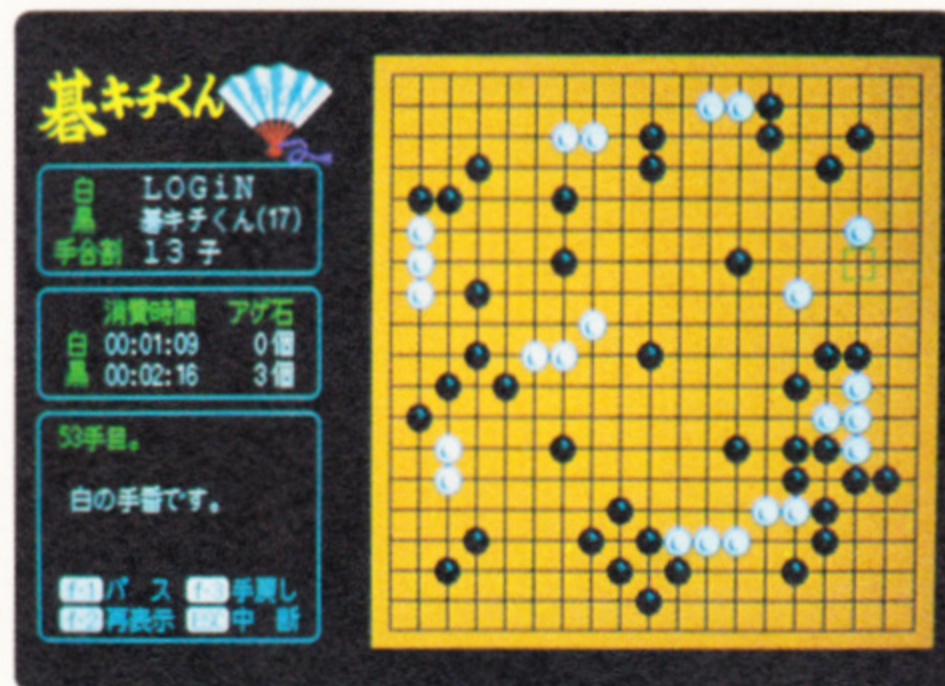 碁キチくん
白 LOGiN
黒 碁キチくん(17)
手合割 13子
消費時間 アゲ石
白 00:01:09 0個
黒 00:02:16 3個
53手目。
白の手番です。
f・1 パス f・3 手戻し
f・2 再表示 ESC 中断